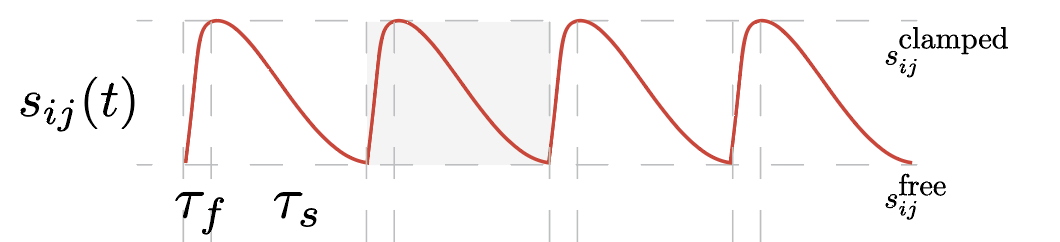 s_{ij}^{clamped}
s_{ij}(t)
s_{ij}^{free}
τ_f τ_s